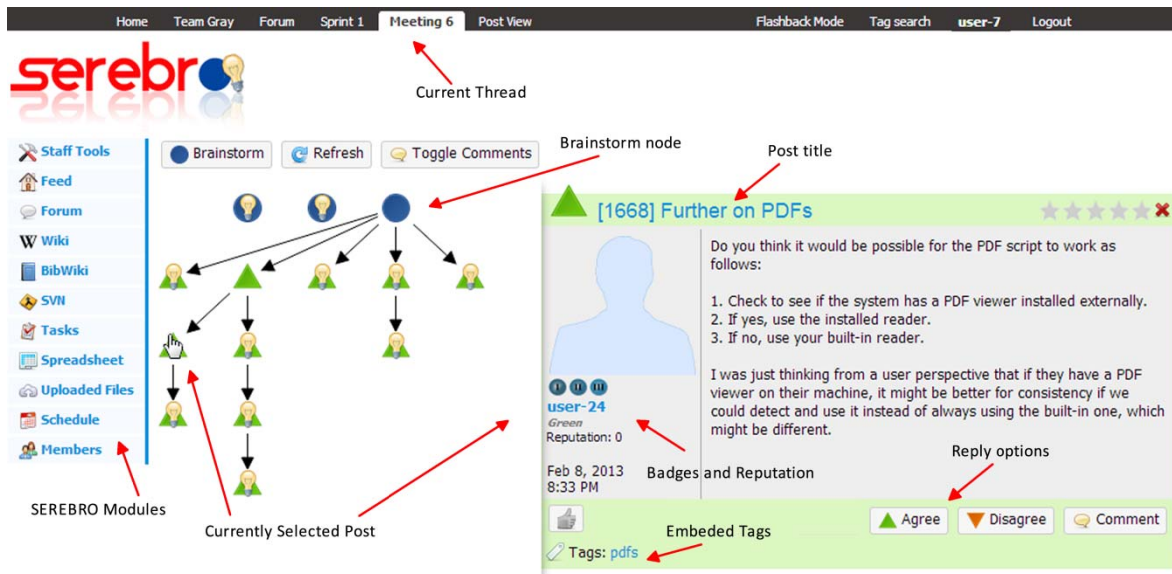 Home Team Gray Forum Sprint 1 Meeting 6 Post View Flashback Mode Tag search user-7 Logout
serebro
Current Thread
Staff Tools
Feed
Forum
Wiki
BibWiki
SVN
Tasks
Spreadsheet
Uploaded Files
Schedule
Members
SEREBRO Modules
Brainstorm Refresh Toggle Comments
Brainstorm node
Currently Selected Post
Post title
[1668] Further on PDFs
Do you think it would be possible for the PDF script to work as
follows:
1. Check to see if the system has a PDF viewer installed externally.
2. If yes, use the installed reader.
3. If no, use your built-in reader.
I was just thinking from a user perspective that if they have a PDF
viewer on their machine, it might be better for consistency if we
could detect and use it instead of always using the built-in one, which
might be different.
I II III
user-24
Green
Reputation: 0
Feb 8, 2013
8:33 PM
Badges and Reputation
Reply options
Agree Disagree Comment
Embeded Tags
Tags: pdfs